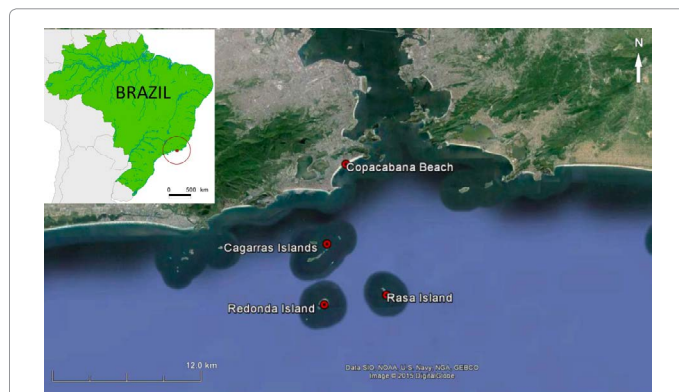 BRAZIL
0 500 km
N
Copacabana Beach
Cagarras Islands
Redonda Island
Rasa Island
12.0 km
Data SIO, NOAA, U.S. Navy, NGA, GEBCO
Image © 2015 DigitalGlobe